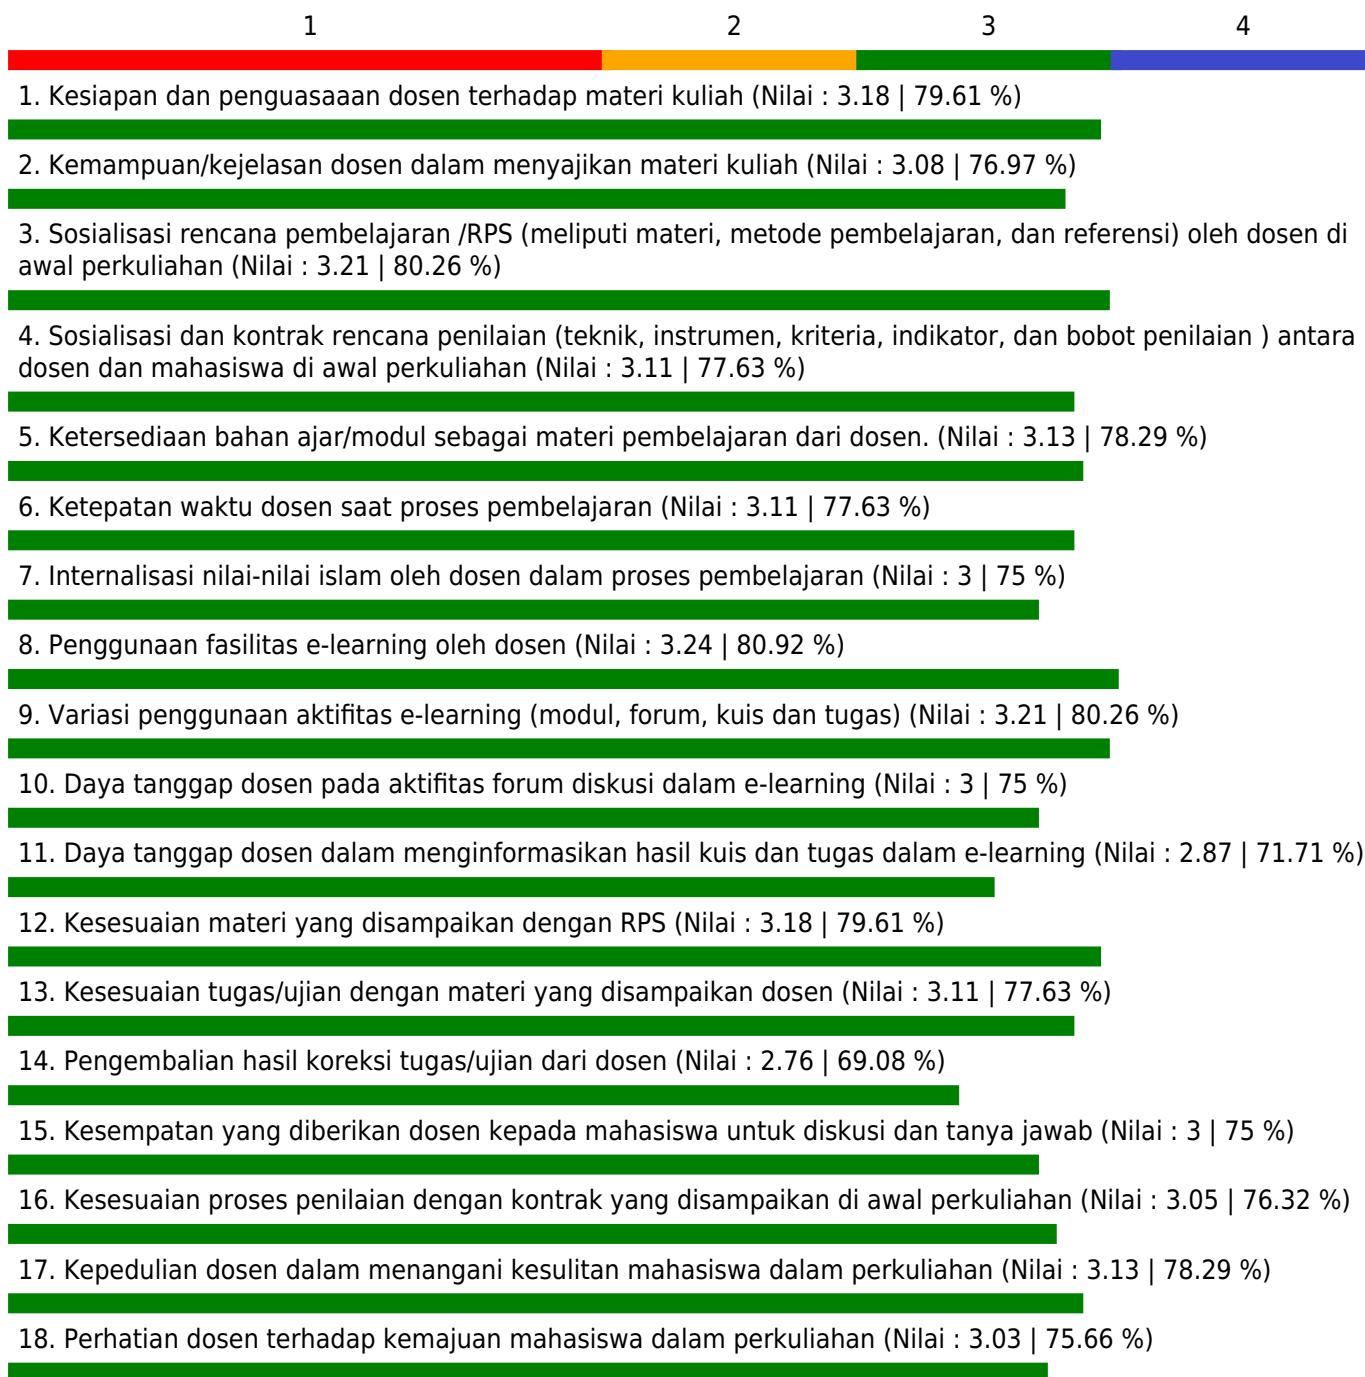 1 2 3 4
1. Kesiapan dan penguasaaan dosen terhadap materi kuliah (Nilai : 3.18 | 79.61 %)
2. Kemampuan/kejelasan dosen dalam menyajikan materi kuliah (Nilai : 3.08 | 76.97 %)
3. Sosialisasi rencana pembelajaran /RPS (meliputi materi, metode pembelajaran, dan referensi) oleh dosen di
awal perkuliahan (Nilai : 3.21 | 80.26 %)
4. Sosialisasi dan kontrak rencana penilaian (teknik, instrumen, kriteria, indikator, dan bobot penilaian ) antara
dosen dan mahasiswa di awal perkuliahan (Nilai : 3.11 | 77.63 %)
5. Ketersediaan bahan ajar/modul sebagai materi pembelajaran dari dosen. (Nilai : 3.13 | 78.29 %)
6. Ketepatan waktu dosen saat proses pembelajaran (Nilai : 3.11 | 77.63 %)
7. Internalisasi nilai-nilai islam oleh dosen dalam proses pembelajaran (Nilai : 3 | 75 %)
8. Penggunaan fasilitas e-learning oleh dosen (Nilai : 3.24 | 80.92 %)
9. Variasi penggunaan aktifitas e-learning (modul, forum, kuis dan tugas) (Nilai : 3.21 | 80.26 %)
10. Daya tanggap dosen pada aktifitas forum diskusi dalam e-learning (Nilai : 3 | 75 %)
11. Daya tanggap dosen dalam menginformasikan hasil kuis dan tugas dalam e-learning (Nilai : 2.87 | 71.71 %)
12. Kesesuaian materi yang disampaikan dengan RPS (Nilai : 3.18 | 79.61 %)
13. Kesesuaian tugas/ujian dengan materi yang disampaikan dosen (Nilai : 3.11 | 77.63 %)
14. Pengembalian hasil koreksi tugas/ujian dari dosen (Nilai : 2.76 | 69.08 %)
15. Kesempatan yang diberikan dosen kepada mahasiswa untuk diskusi dan tanya jawab (Nilai : 3 | 75 %)
16. Kesesuaian proses penilaian dengan kontrak yang disampaikan di awal perkuliahan (Nilai : 3.05 | 76.32 %)
17. Kepedulian dosen dalam menangani kesulitan mahasiswa dalam perkuliahan (Nilai : 3.13 | 78.29 %)
18. Perhatian dosen terhadap kemajuan mahasiswa dalam perkuliahan (Nilai : 3.03 | 75.66 %)